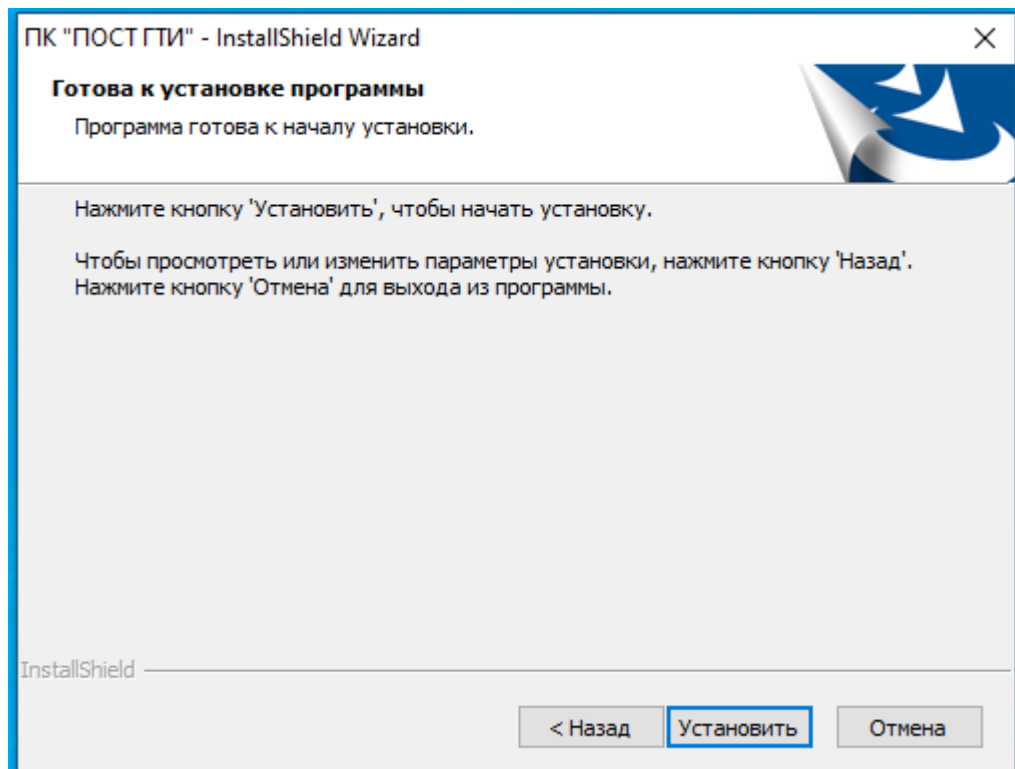 ПК "ПОСТ ГТИ" - InstallShield Wizard
Готова к установке программы
Программа готова к началу установки.
Нажмите кнопку 'Установить', чтобы начать установку.
Чтобы просмотреть или изменить параметры установки, нажмите кнопку 'Назад'.
Нажмите кнопку 'Отмена' для выхода из программы.
InstallShield
< Назад Установить Отмена